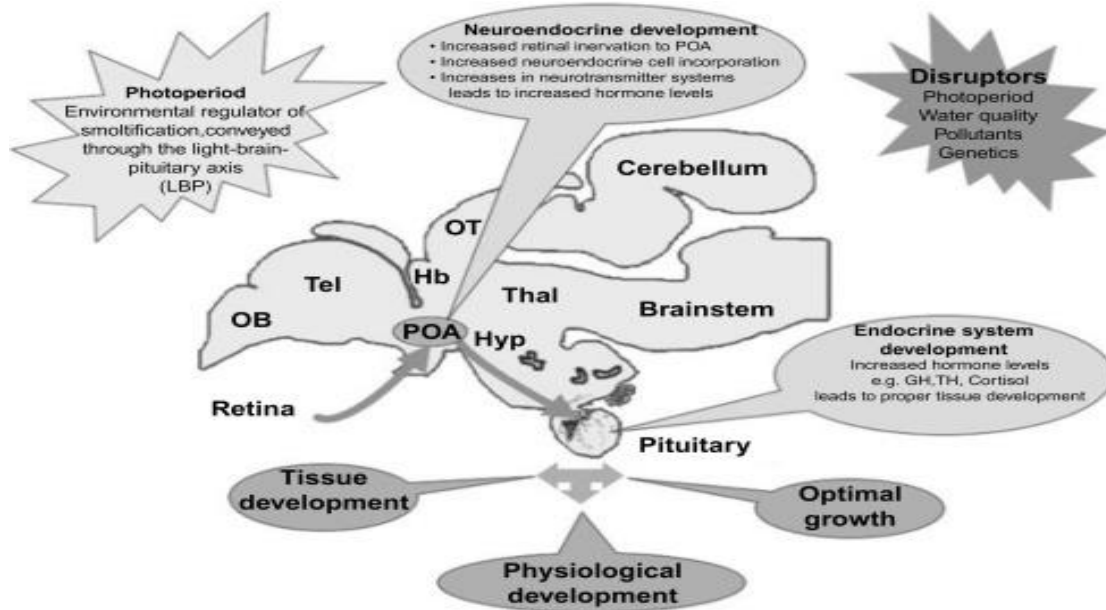 Photoperiod
Environmental regulator of
smoltification,conveyed
through the light-brain-
pituitary axis
(LBP)
Neuroendocrine development
• Increased retinal inervation to POA
• Increased neuroendocrine cell incorporation
• Increases in neurotransmitter systems
leads to increased hormone levels
Disruptors
Photoperiod
Water quality
Pollutants
Genetics
Cerebellum
OT
Hb
Tel
Thal
Brainstem
OB
POA
Hyp
Retina
Pituitary
Endocrine system
development
Increased hormone levels
e.g. GH,TH, Cortisol
leads to proper tissue development
Tissue
development
Optimal
growth
Physiological
development